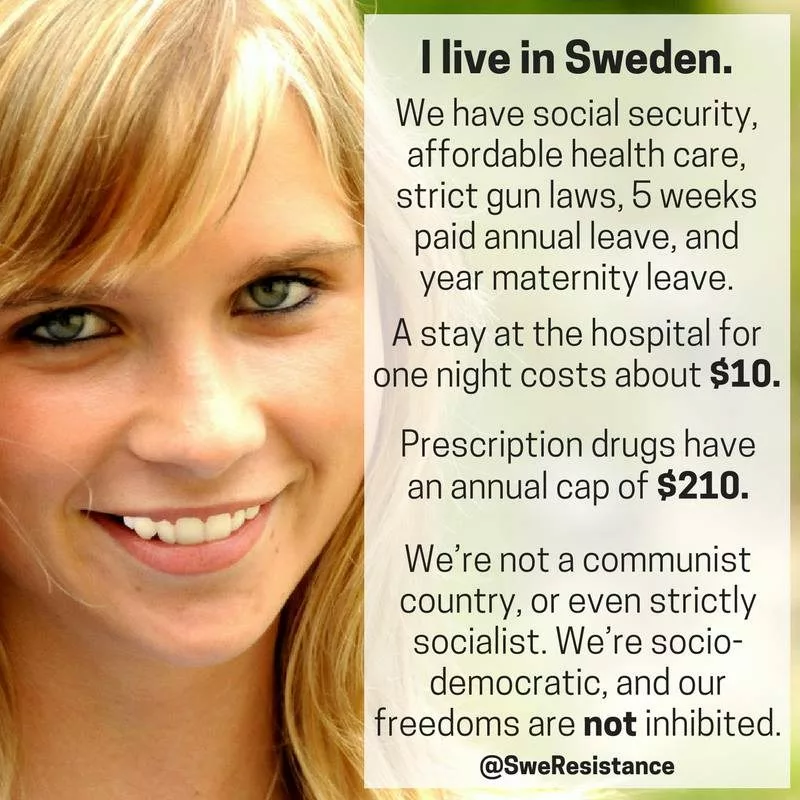 I live in Sweden.
We have social security,
affordable health care,
strict gun laws, 5 weeks
paid annual leave, and
year maternity leave.
A stay at the hospital for
one night costs about $10.
Prescription drugs have
an annual cap of $210.
We're not a communist
country, or even strictly
socialist. We're socio-
democratic, and our
freedoms are not inhibited.
@SweResistance